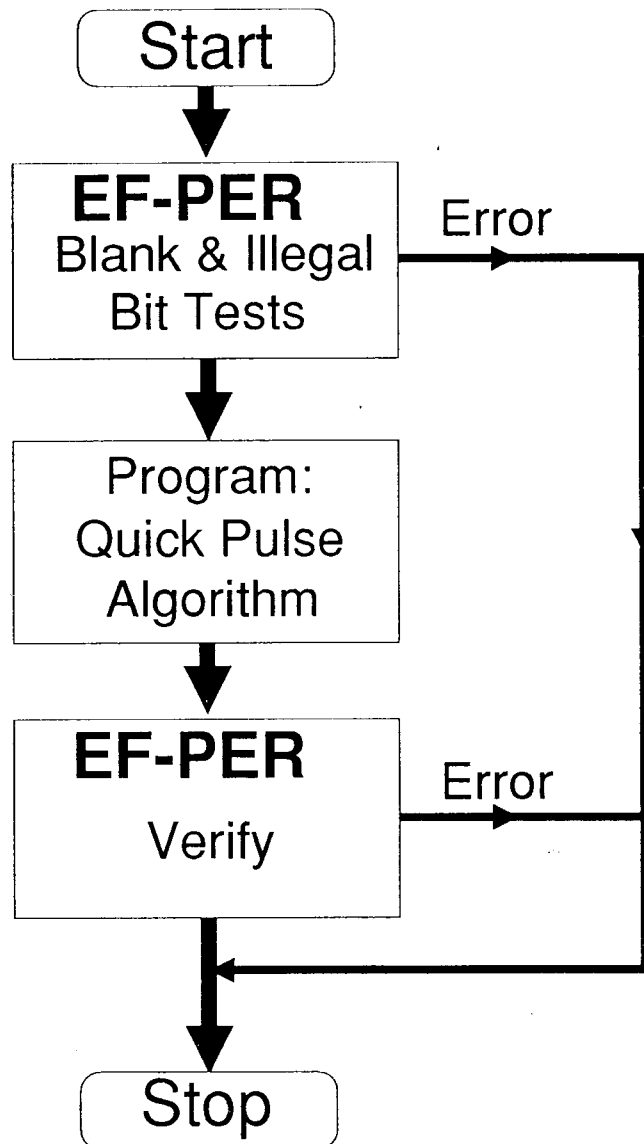 Start
EF-PER
Blank & Illegal
Bit Tests
Error
Program:
Quick Pulse
Algorithm
EF-PER
Verify
Error
Stop